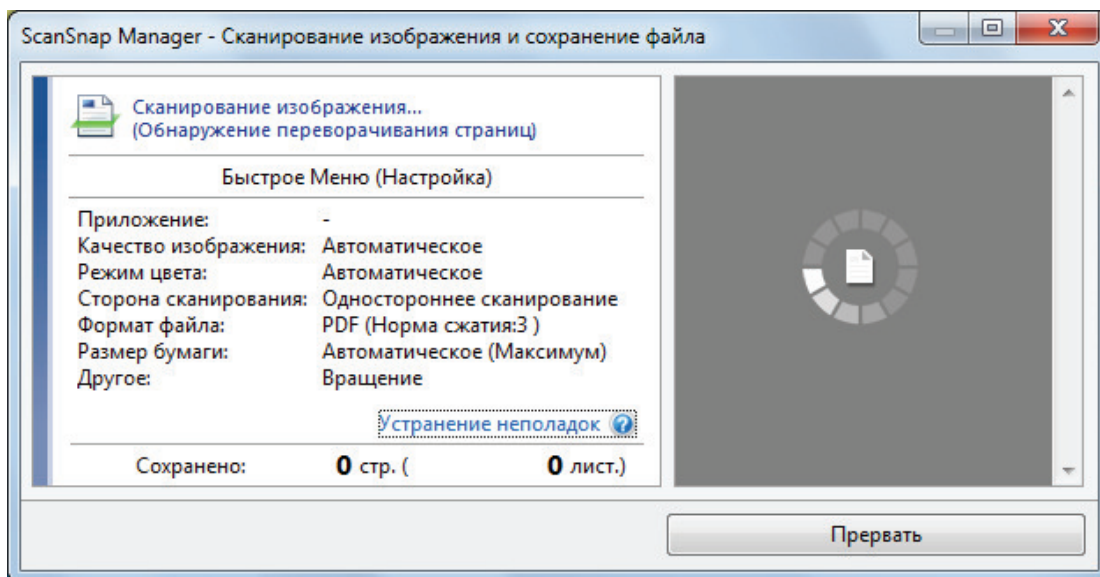 ScanSnap Manager - Сканирование изображения и сохранение файла
Сканирование изображения...
(Обнаружение переворачивания страниц)
Быстрое Меню (Настройка)
Приложение: -
Качество изображения: Автоматическое
Режим цвета: Автоматическое
Сторона сканирования: Одностороннее сканирование
Формат файла: PDF (Норма сжатия:3 )
Размер бумаги: Автоматическое (Максимум)
Другое: Вращение
Устранение неполадок
Сохранено: 0 стр. ( 0 лист.)
Прервать